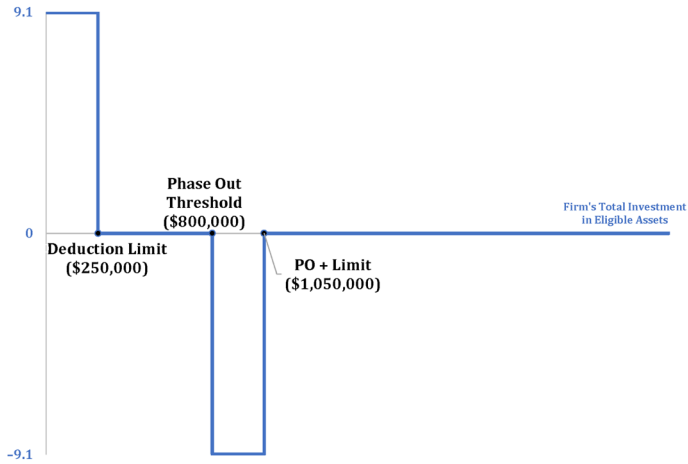 9.1
Phase Out
Threshold
($800,000)
Firm's Total Investment
in Eligible Assets
0
Deduction Limit
($250,000)
PO + Limit
($1,050,000)
–9.1